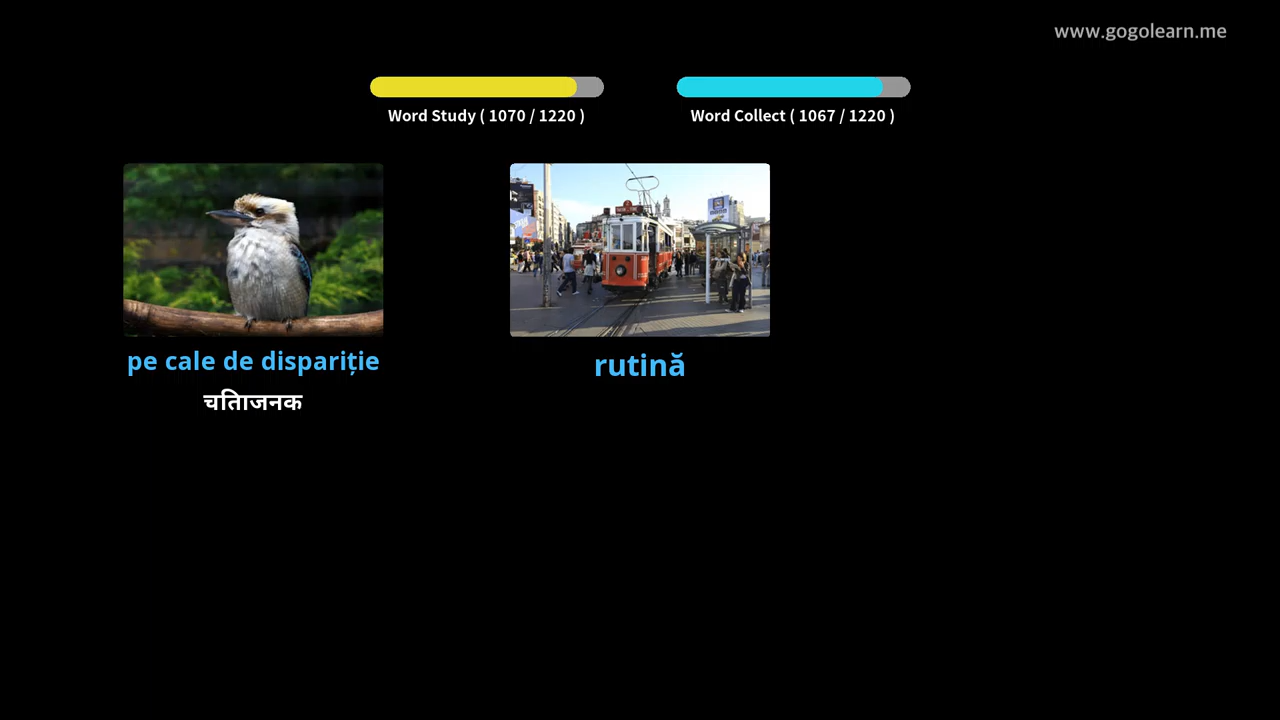 www.gogolearn.me
Word Study ( 1070 / 1220 )
Word Collect ( 1067 / 1220 )
pe cale de dispariție
चिंताजनक
rutină